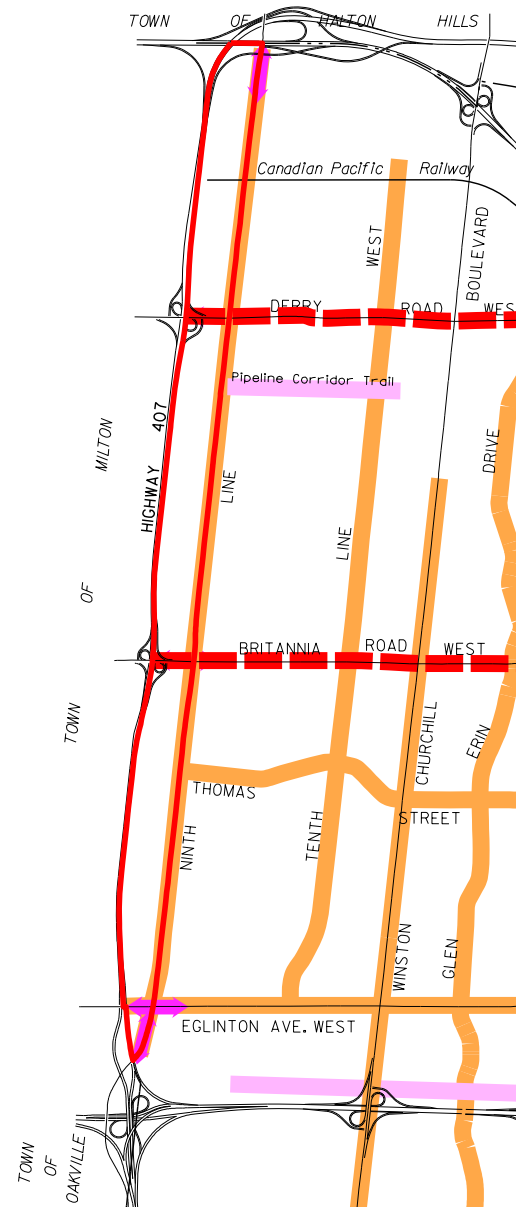 TOWN OF HALTON HILLS
Canadian Pacific Railway
WEST
BOULEVARD
DERRY ROAD WES
Pipeline Corridor Trail
MILTON
HIGHWAY 407
LINE
DRIVE
LINE
OF
BRITANNIA ROAD WEST
TOWN
CHURCHILL
ERIN
THOMAS
STREET
NINTH
TENTH
WINSTON
GLEN
EGLINTON AVE. WEST
TOWN
OF
OAKVILLE